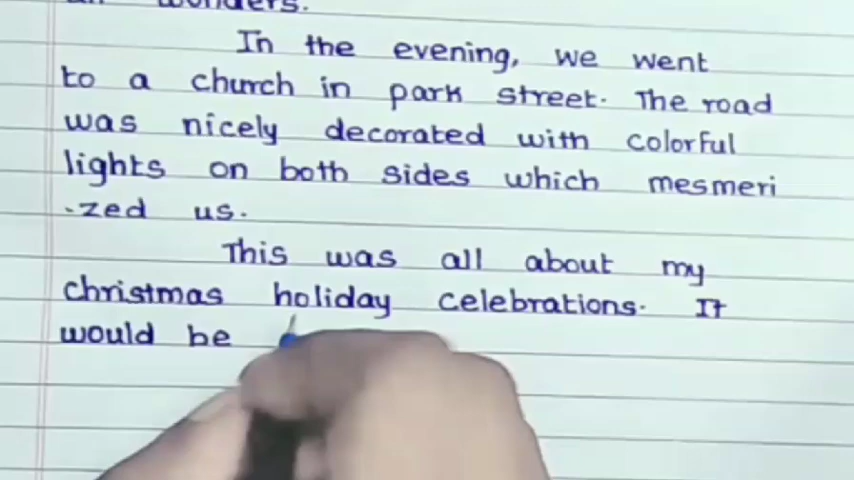 wonders.
In the evening, we went
to a church in park street. The road
was nicely decorated with colorful
lights on both sides which mesmeri
-zed us.
This was all about my
christmas holiday celebrations. It
would be